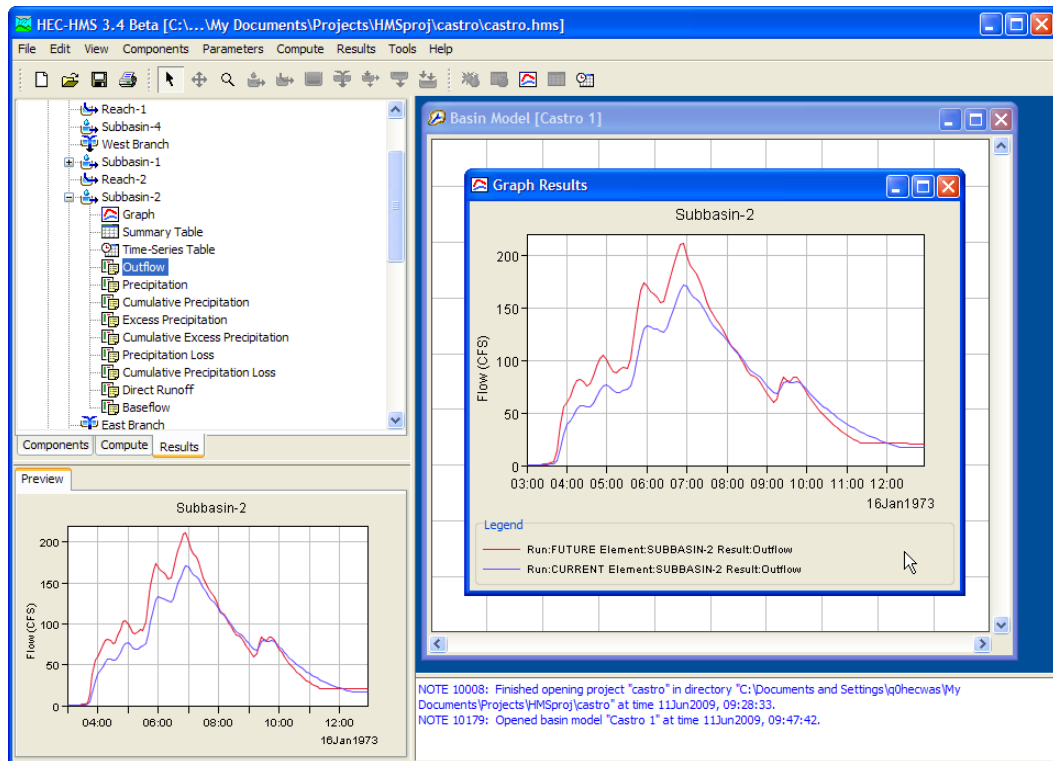 HEC-HMS 3.4 Beta [C:\...\My Documents\Projects\HMSproj\castro\castro.hms]
File Edit View Components Parameters Compute Results Tools Help
Reach-1
Subbasin-4
West Branch
Subbasin-1
Reach-2
Subbasin-2
Graph
Summary Table
Time-Series Table
Outflow
Precipitation
Cumulative Precipitation
Excess Precipitation
Cumulative Excess Precipitation
Precipitation Loss
Cumulative Precipitation Loss
Direct Runoff
Baseflow
East Branch
Components Compute Results
Preview
Subbasin-2
Flow (CFS)
200
150
100
50
0
04:00 06:00 08:00 10:00 12:00
16Jan1973
Basin Model [Castro 1]
Graph Results
Subbasin-2
Flow (CFS)
200
150
100
50
0
03:00 04:00 05:00 06:00 07:00 08:00 09:00 10:00 11:00 12:00
16Jan1973
Legend
Run:FUTURE Element:SUBBASIN-2 Result:Outflow
Run:CURRENT Element:SUBBASIN-2 Result:Outflow
NOTE 10008: Finished opening project "castro" in directory "C:\Documents and Settings\q0hecwas\My
Documents\Projects\HMSproj\castro" at time 11Jun2009, 09:28:33.
NOTE 10179: Opened basin model "Castro 1" at time 11Jun2009, 09:47:42.